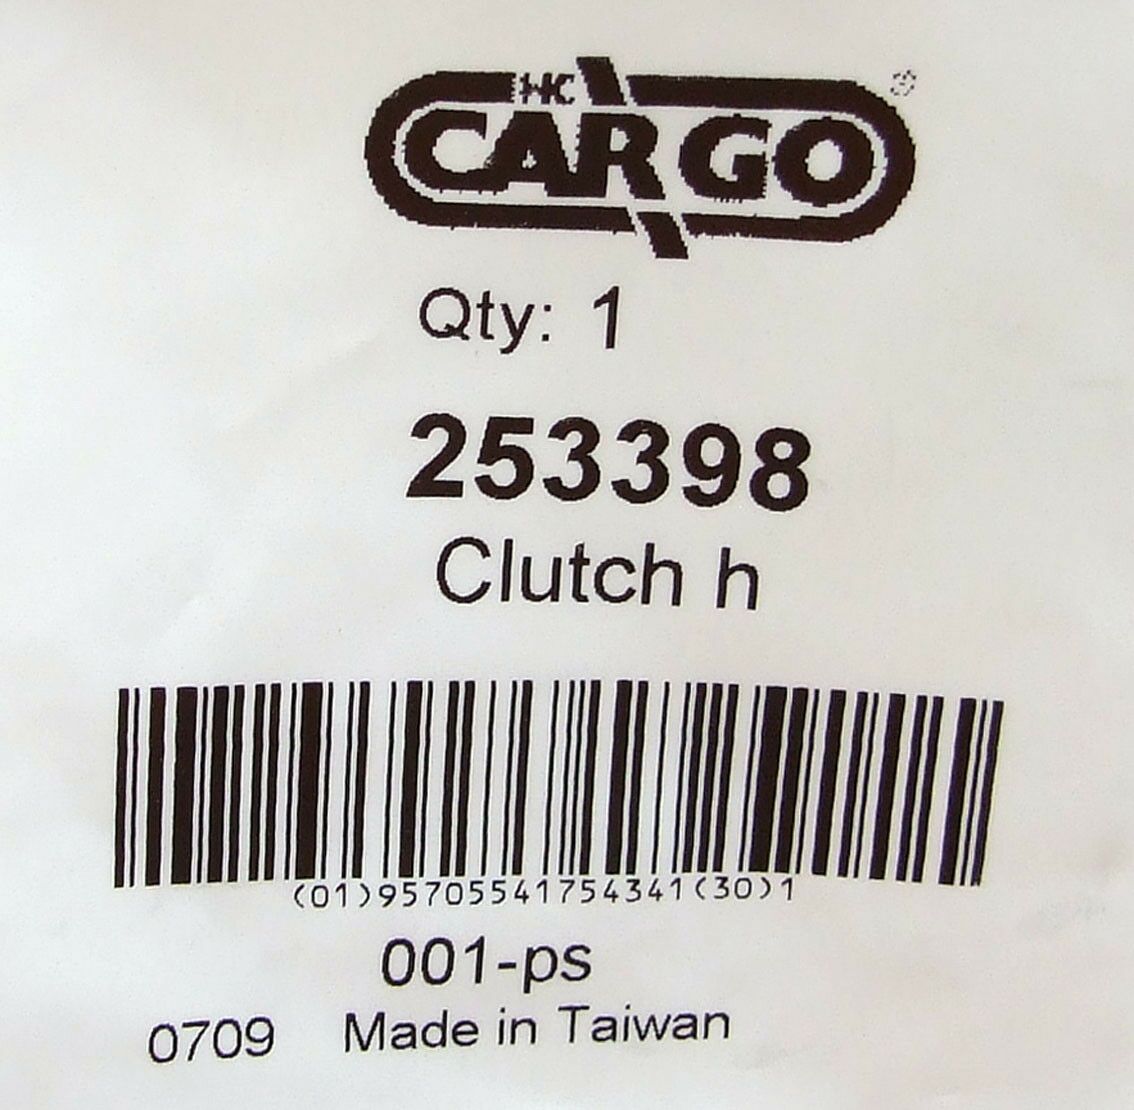 HC
CARGO®
Qty: 1
253398
Clutch h
(01)95705541754341(30)1
001-ps
0709 Made in Taiwan